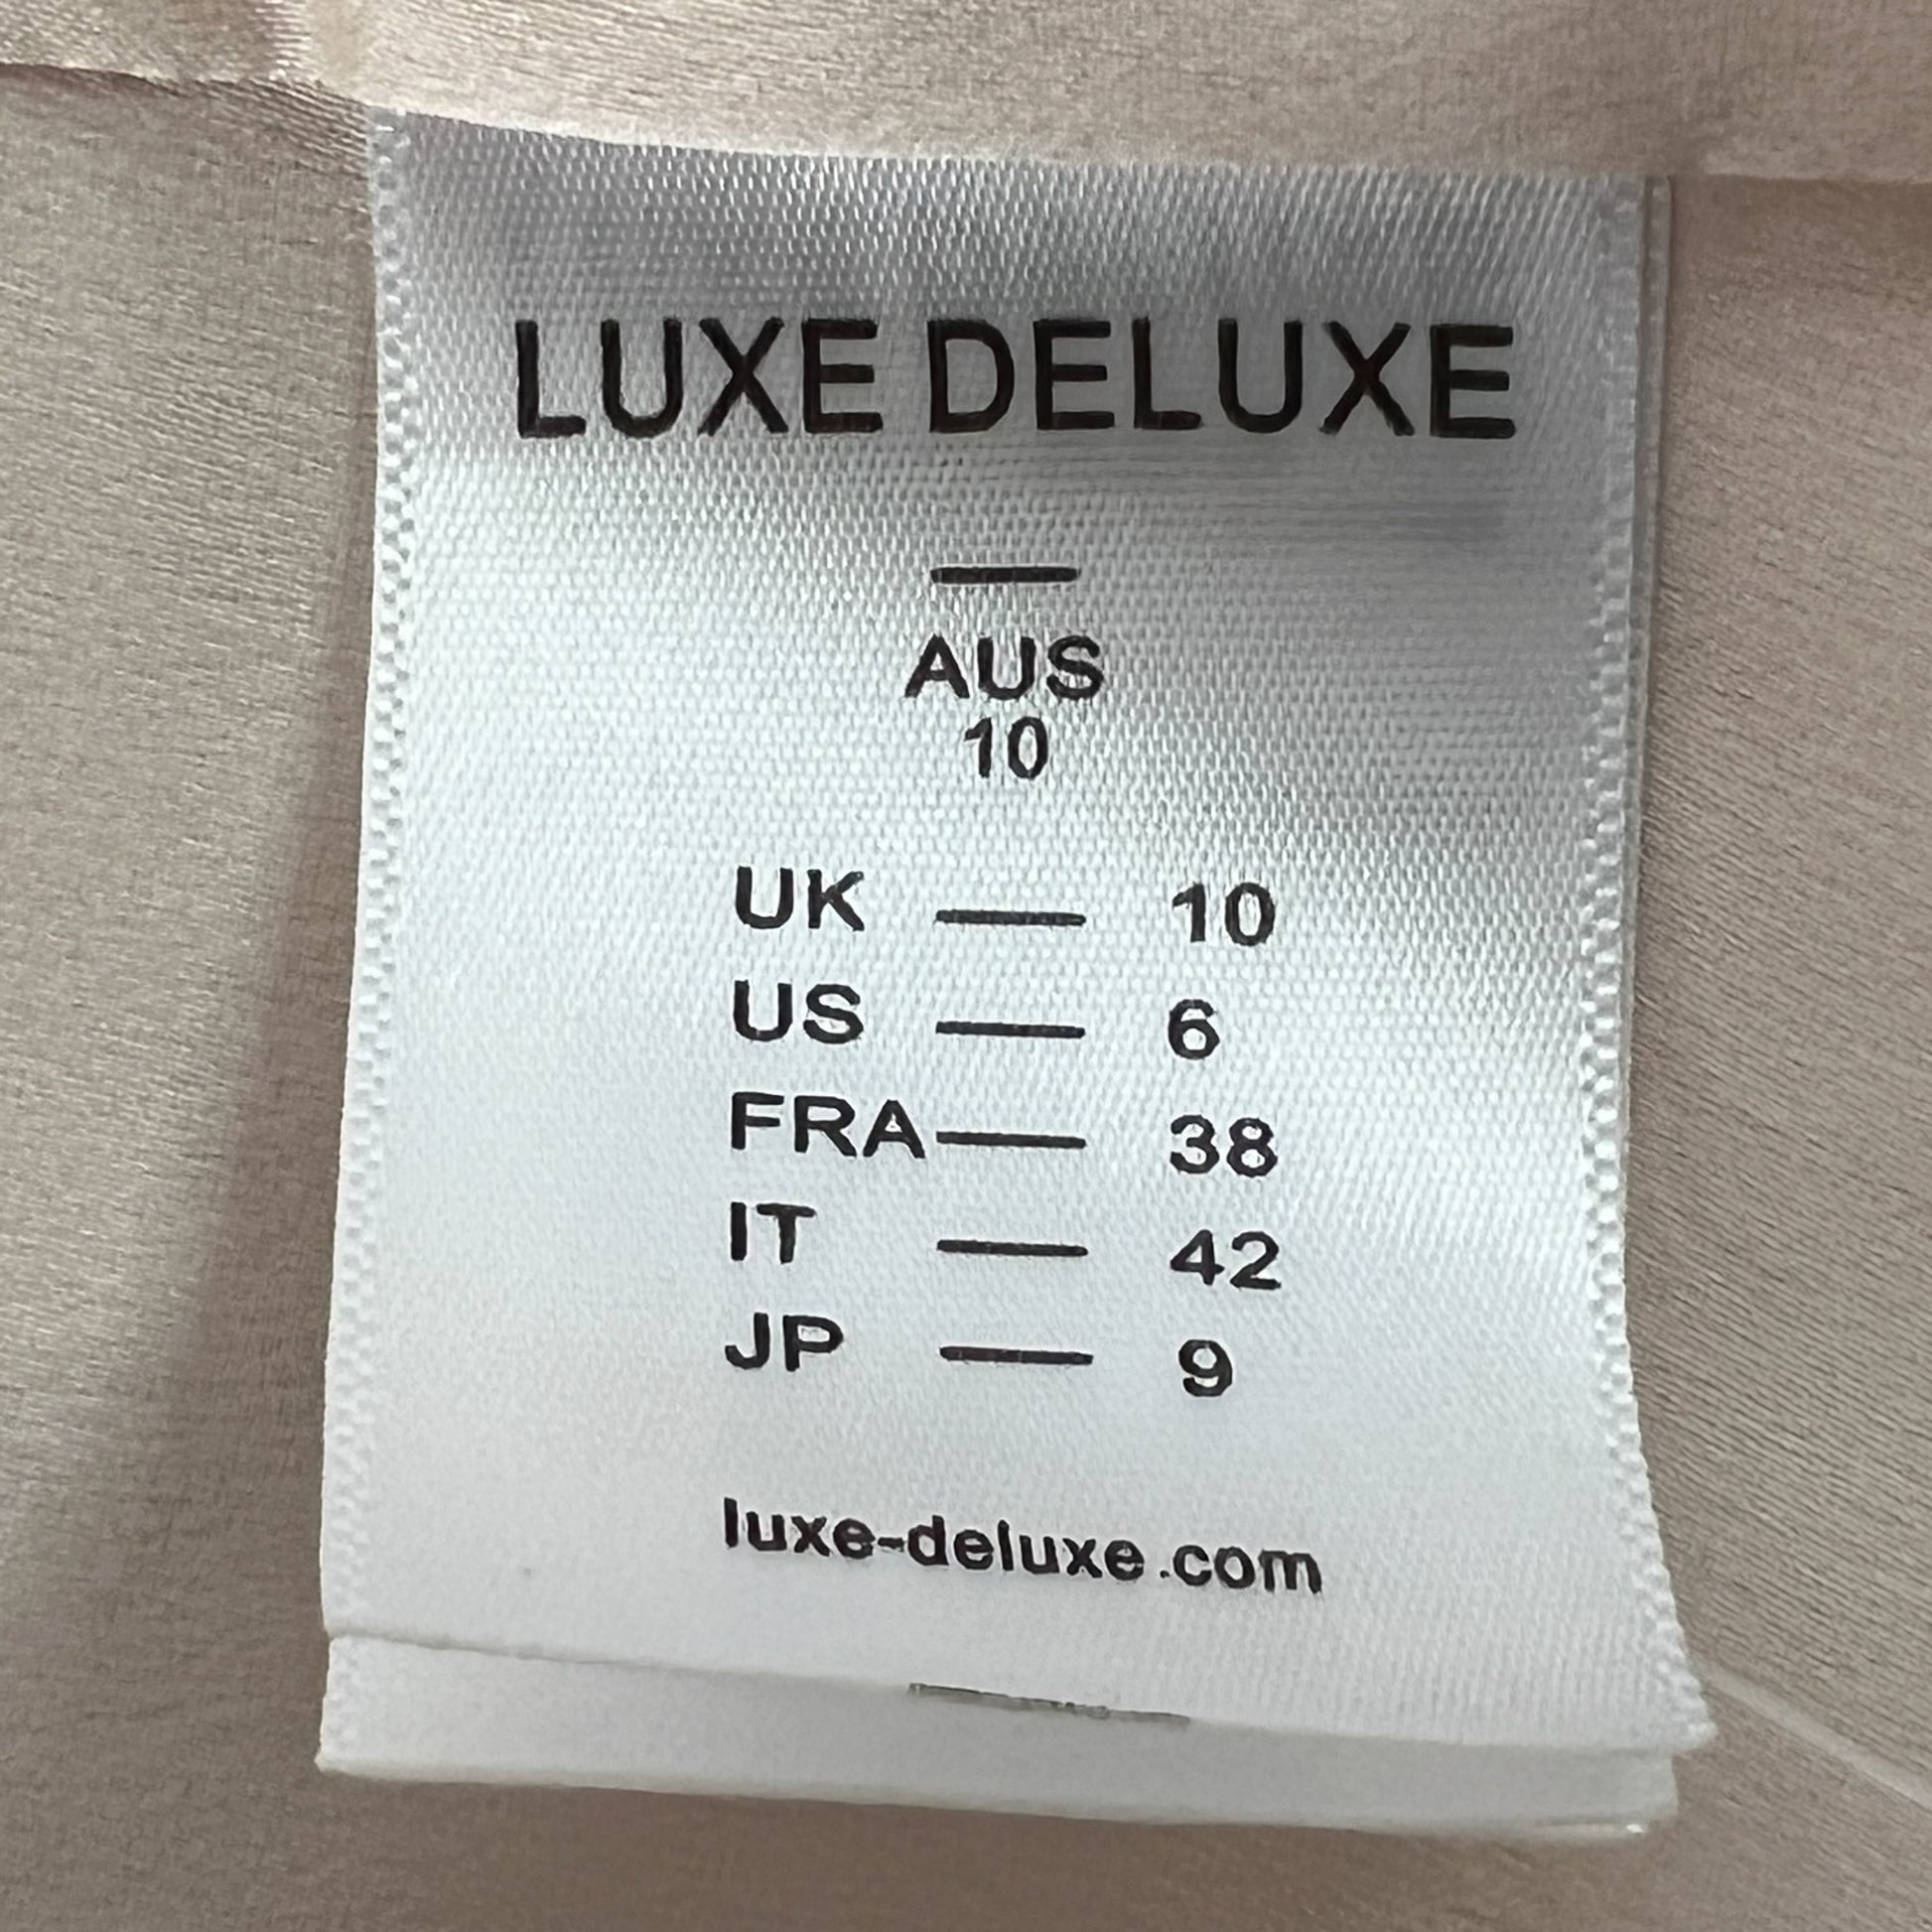 LUXE DELUXE
—
AUS
10
UK — 10
US — 6
FRA — 38
IT — 42
JP — 9
luxe-deluxe.com